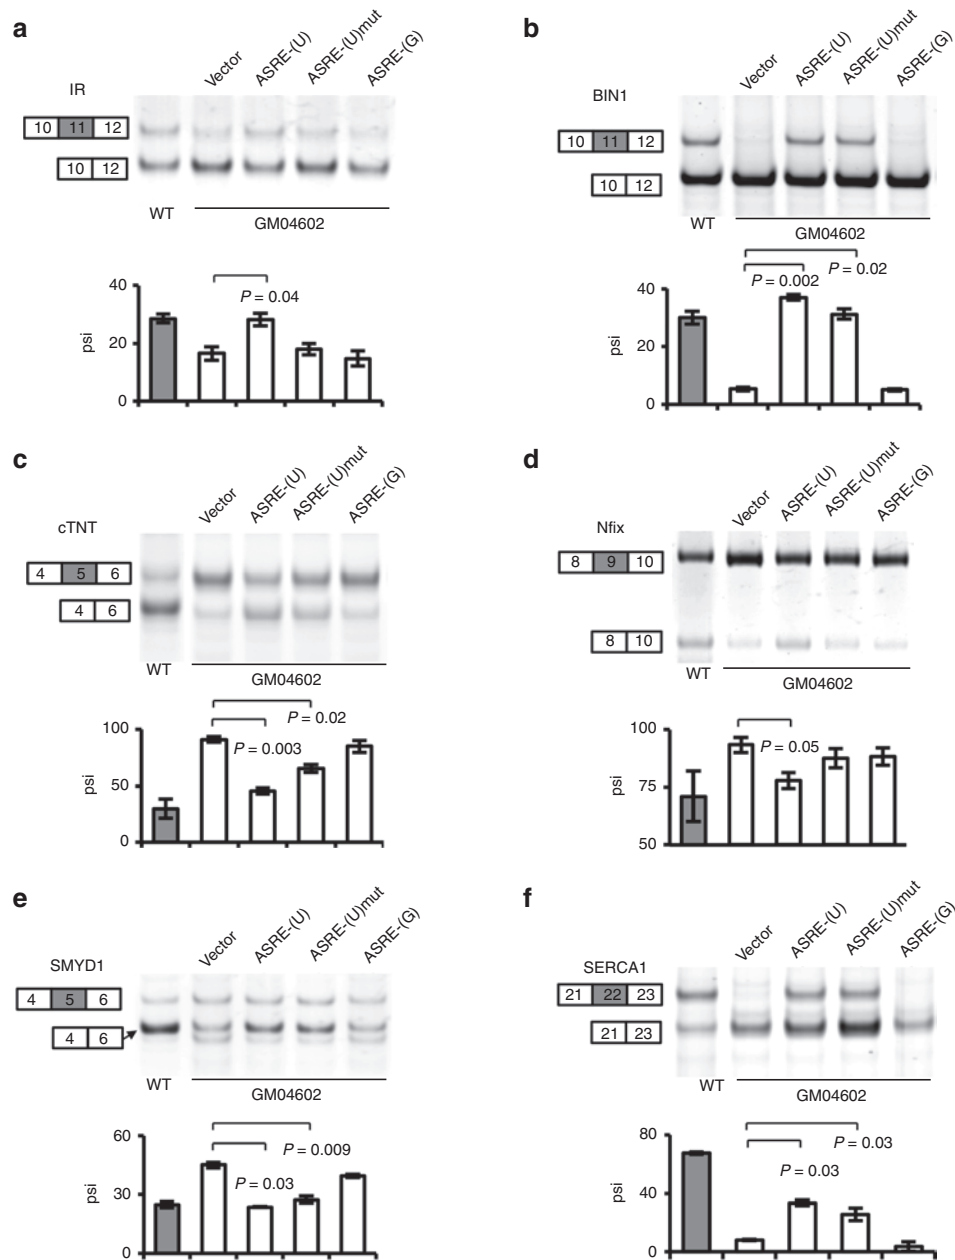 a
IR
Vector
ASRE-(U)
ASRE-(U)mut
ASRE-(G)
10 11 12
10 12
WT
GM04602
P = 0.04
psi
40
20
0
b
BIN1
Vector
ASRE-(U)
ASRE-(U)mut
ASRE-(G)
10 11 12
10 12
WT
GM04602
P = 0.02
P = 0.002
psi
40
20
0
c
cTNT
Vector
ASRE-(U)
ASRE-(U)mut
ASRE-(G)
4 5 6
4 6
WT
GM04602
P = 0.02
P = 0.003
psi
100
50
0
d
Nfix
Vector
ASRE-(U)
ASRE-(U)mut
ASRE-(G)
8 9 10
8 10
WT
GM04602
P = 0.05
psi
100
75
50
e
SMYD1
Vector
ASRE-(U)
ASRE-(U)mut
ASRE-(G)
4 5 6
4 6
WT
GM04602
P = 0.009
P = 0.03
psi
60
30
0
f
SERCA1
Vector
ASRE-(U)
ASRE-(U)mut
ASRE-(G)
21 22 23
21 23
WT
GM04602
P = 0.03
P = 0.03
psi
80
40
0